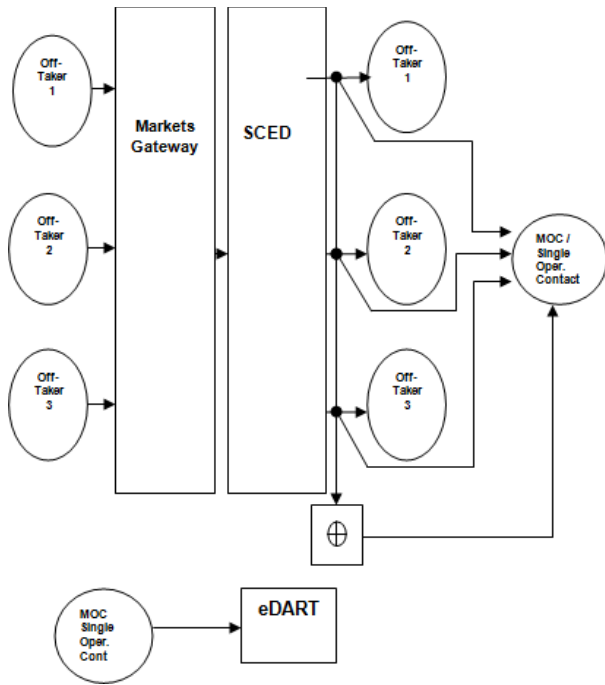 Off-
Taker
1
Off-
Taker
1
Markets
Gateway
SCED
Off-
Taker
2
Off-
Taker
2
MOC /
Single
Oper.
Contact
Off-
Taker
3
Off-
Taker
3
eDART
MOC
Single
Oper.
Cont